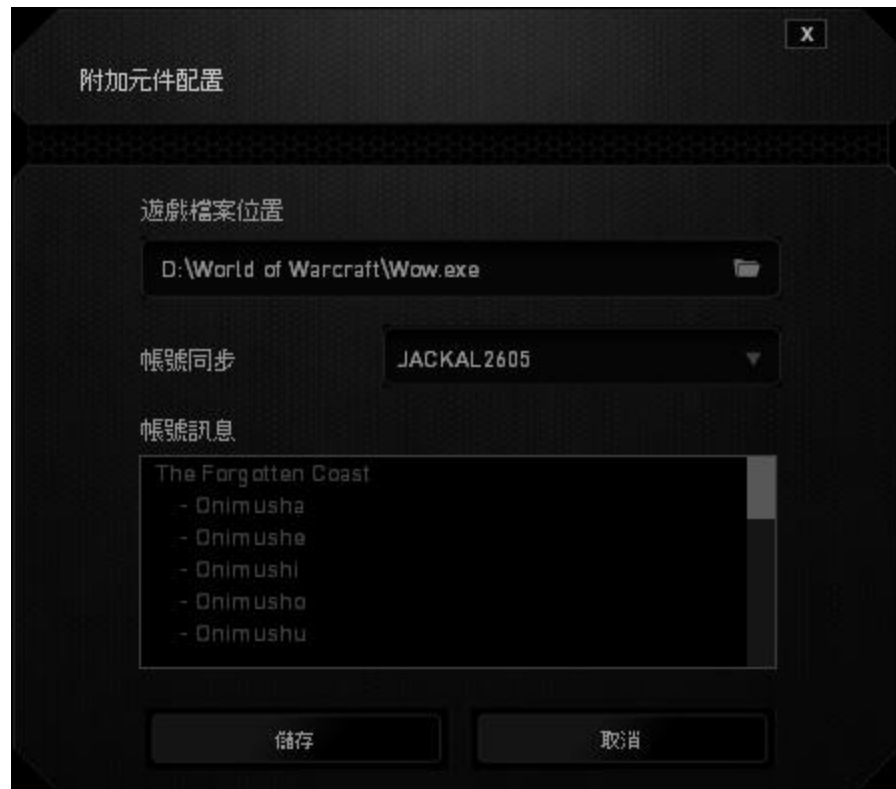 X
附加元件配置
遊戲檔案位置
D:\World of Warcraft\Wow.exe
帳號同步 JACKAL2605
帳號訊息
The Forgotten Coast
- Onimusha
- Onimushe
- Onimushi
- Onimusho
- Onimushu
儲存 取消